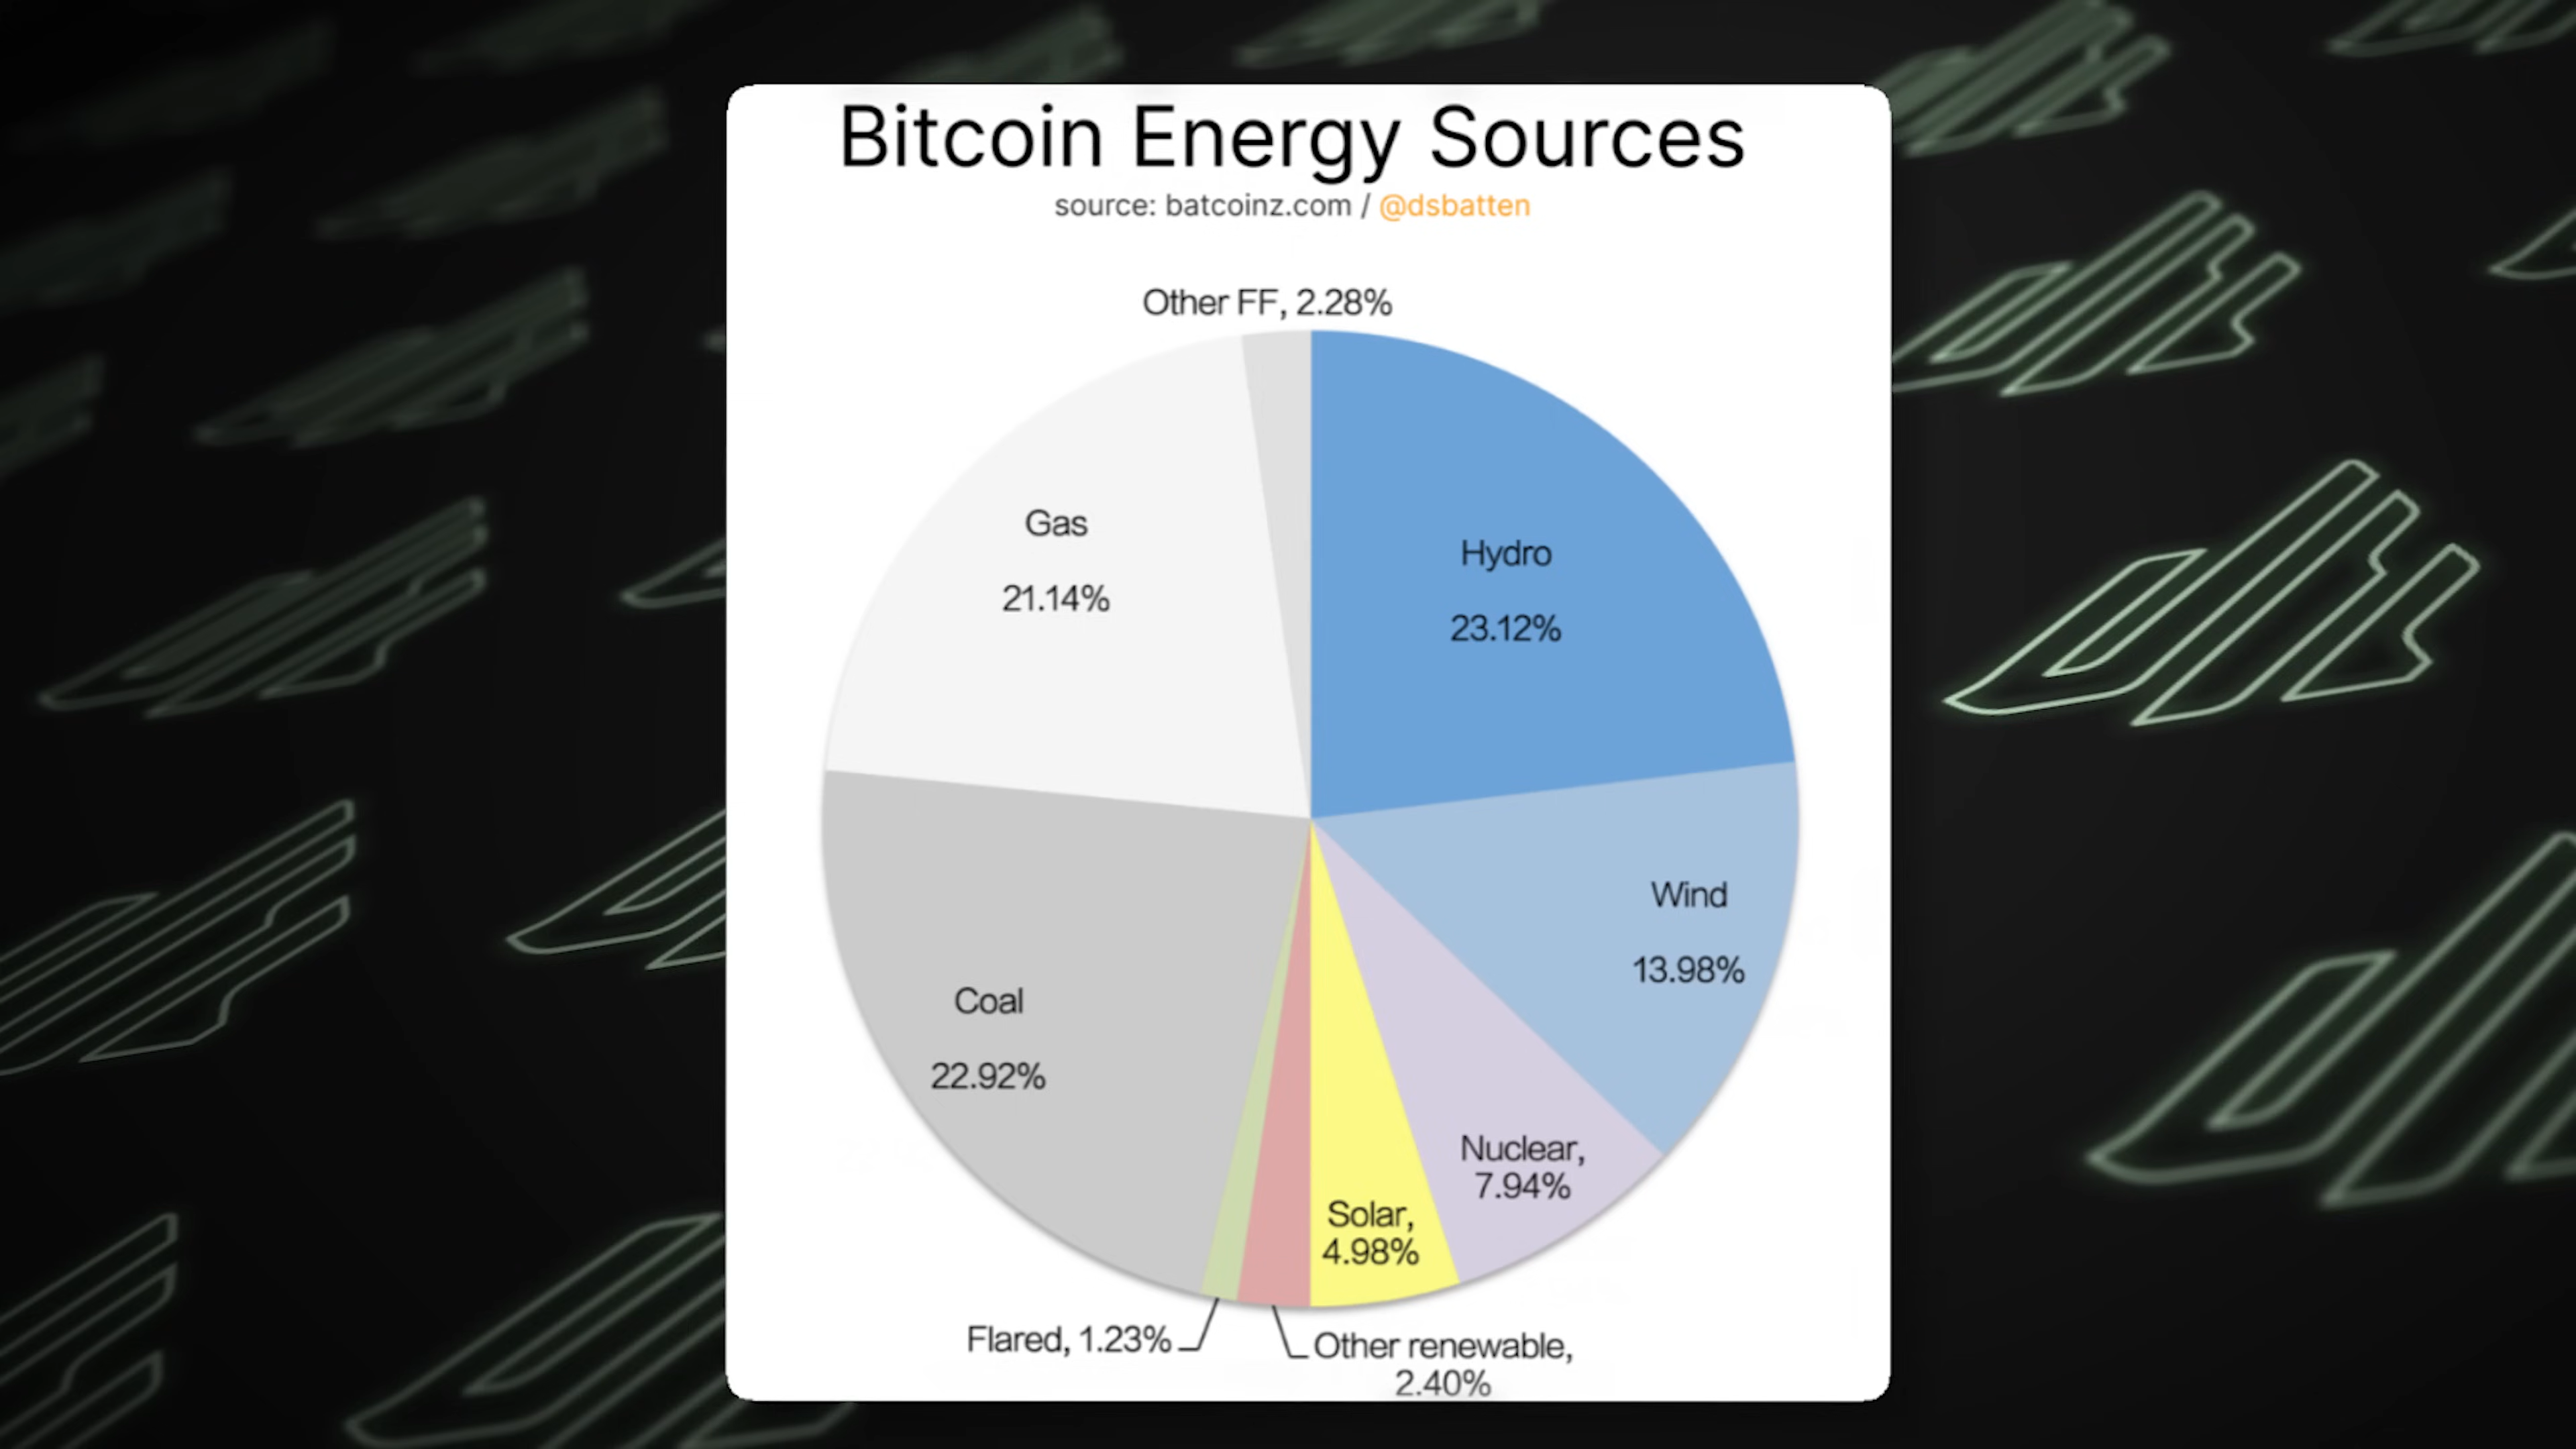 Bitcoin Energy Sources
source: batcoinz.com / @dsbatten
Other FF, 2.28%
Gas
21.14%
Hydro
23.12%
Wind
13.98%
Coal
22.92%
Nuclear,
7.94%
Solar,
4.98%
Flared, 1.23%
Other renewable,
2.40%